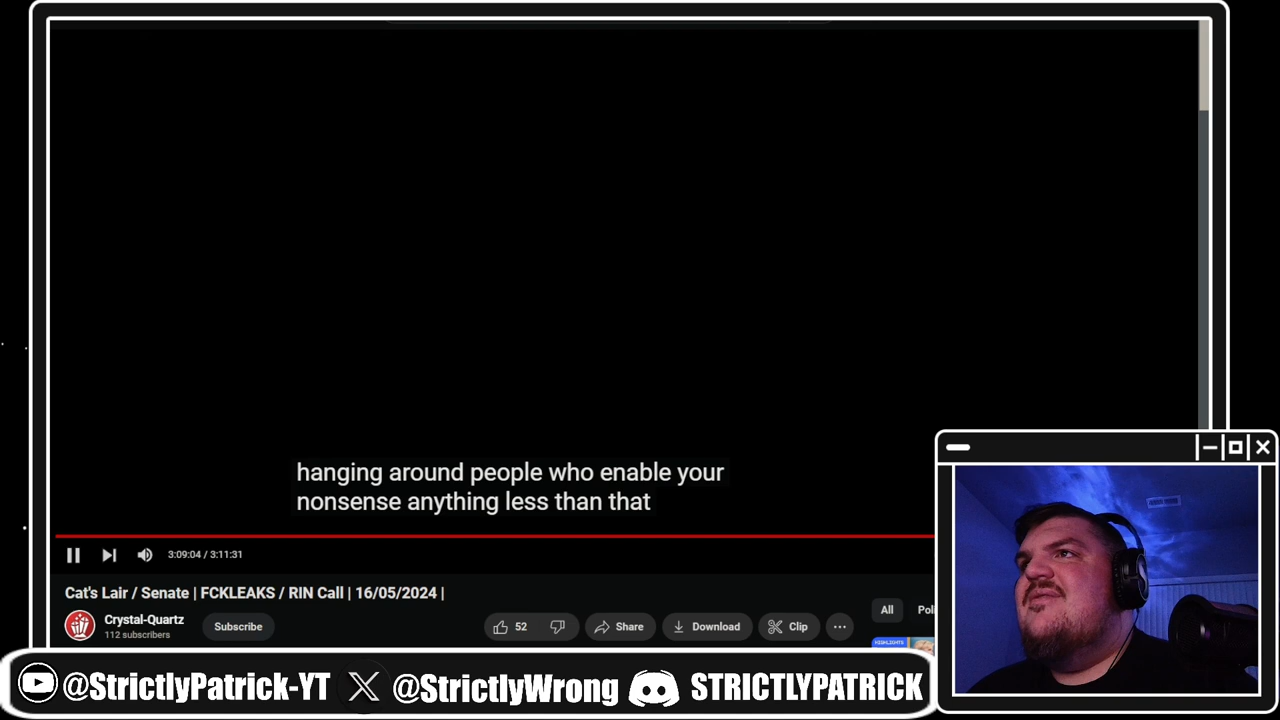 hanging around people who enable your
nonsense anything less than that
3:09:04 / 3:11:31
Cat's Lair / Senate | FCKLEAKS / RIN Call | 16/05/2024 |
Crystal-Quartz
112 subscribers
Subscribe
52
Share
Download
Clip
All
Poli
HIGHLIGHTS
@StrictlyPatrick-YT
@StrictlyWrong
STRICTLYPATRICK